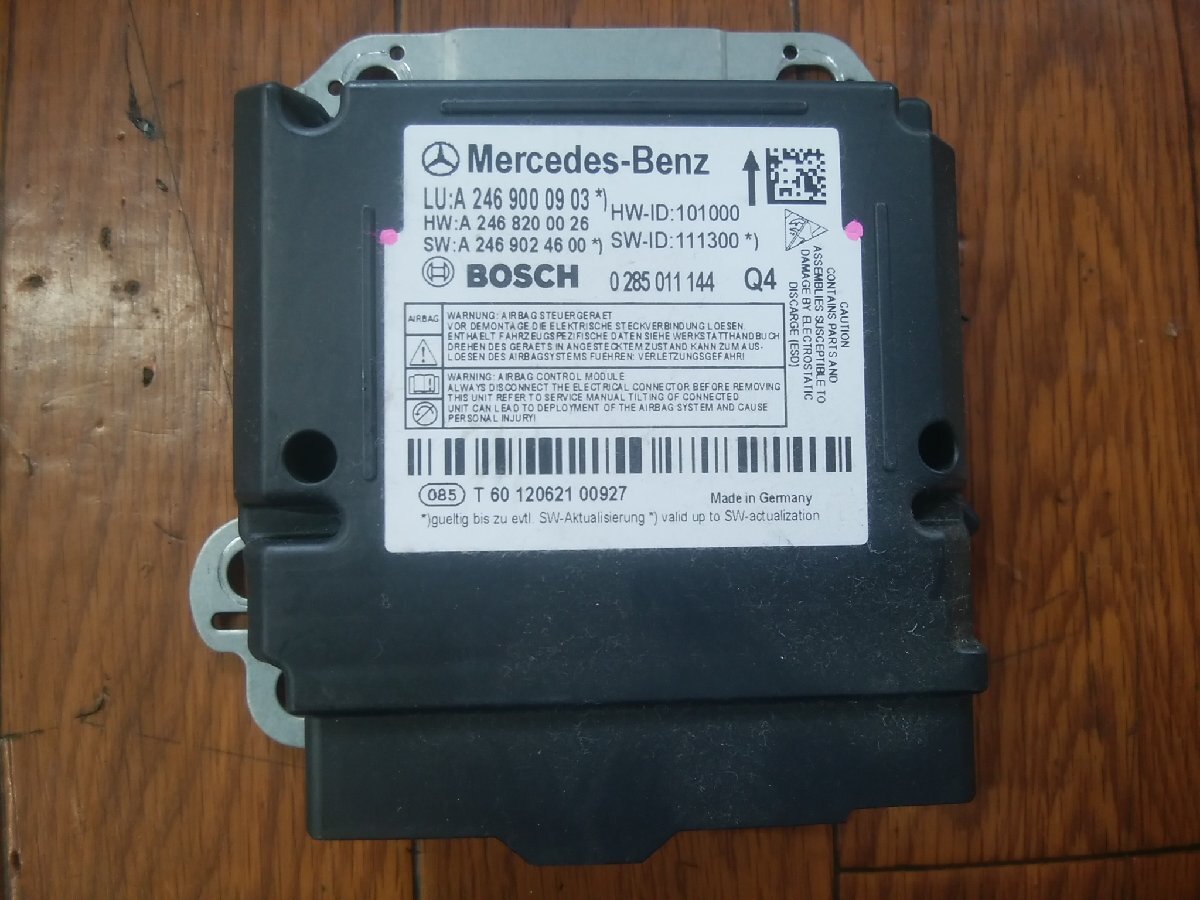 Mercedes-Benz
LU:A 246 900 09 03 *)
HW:A 246 820 00 26
SW:A 246 902 46 00 *)
HW-ID:101000
SW-ID:111300 *)
BOSCH 0 285 011 144 Q4
CAUTION
CONTAINS PARTS AND
ASSEMBLIES SUSCEPTIBLE TO
DAMAGE BY ELECTROSTATIC
DISCARGE (ESD)
AIRBAG
WARNUNG: AIRBAG STEUERGERAET
VOR DEMONTAGE DIE ELEKTRISCHE STECKVERBINDUNG LOESEN.
ENTHAELT FAHRZEUGSPEZIFISCHE DATEN SIEHE WERKSTATTHANDBUCH
DREHEN DES GERAETS IN ANGESTECKTEM ZUSTAND KANN ZUM AUS-
LOESEN DES AIRBAGSYSTEMS FUEHREN: VERLETZUNGSGEFAHR!
WARNING: AIRBAG CONTROL MODULE
ALWAYS DISCONNECT THE ELECTRICAL CONNECTOR BEFORE REMOVING
THIS UNIT REFER TO SERVICE MANUAL TILTING OF CONNECTED
UNIT CAN LEAD TO DEPLOYMENT OF THE AIRBAG SYSTEM AND CAUSE
PERSONAL INJURY!
085 T 60 120621 00927
Made in Germany
*)gueltig bis zu evtl. SW-Aktualisierung *) valid up to SW-actualization